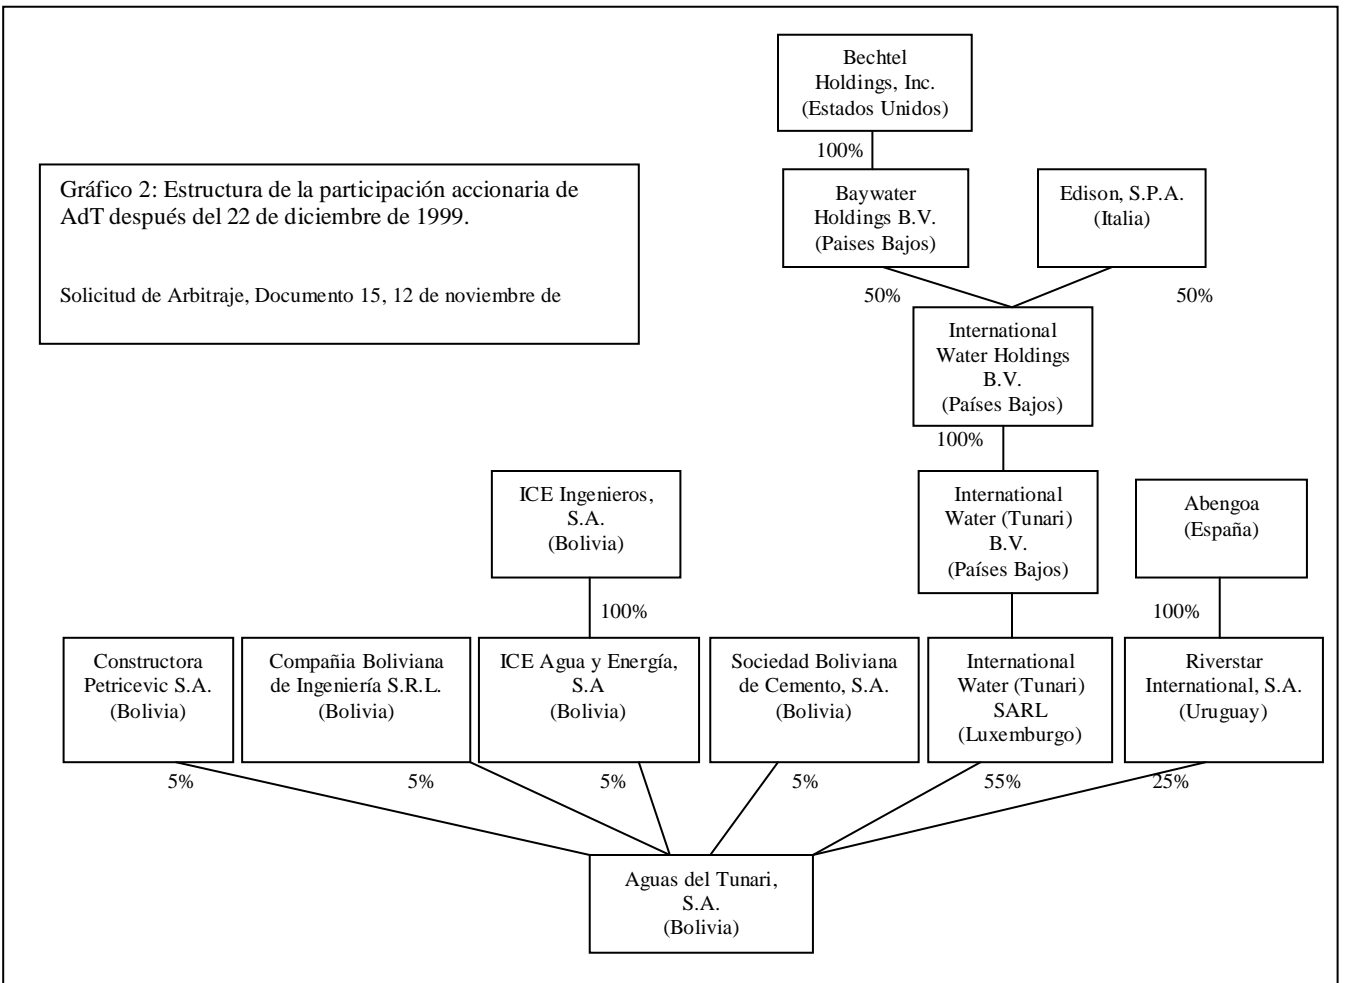 Bechtel
Holdings, Inc.
(Estados Unidos)
100%
Gráfico 2: Estructura de la participación accionaria de
AdT después del 22 de diciembre de 1999.
Solicitud de Arbitraje, Documento 15, 12 de noviembre de
Baywater
Holdings B.V.
(Paises Bajos)
Edison, S.P.A.
(Italia)
50%
50%
International
Water Holdings
B.V.
(Países Bajos)
100%
ICE Ingenieros,
S.A.
(Bolivia)
International
Water (Tunari)
B.V.
(Países Bajos)
Abengoa
(España)
100%
100%
Constructora
Petricevic S.A.
(Bolivia)
Compañia Boliviana
de Ingeniería S.R.L.
(Bolivia)
ICE Agua y Energía,
S.A
(Bolivia)
Sociedad Boliviana
de Cemento, S.A.
(Bolivia)
International
Water (Tunari)
SARL
(Luxemburgo)
Riverstar
International, S.A.
(Uruguay)
5%
5%
5%
5%
55%
25%
Aguas del Tunari,
S.A.
(Bolivia)